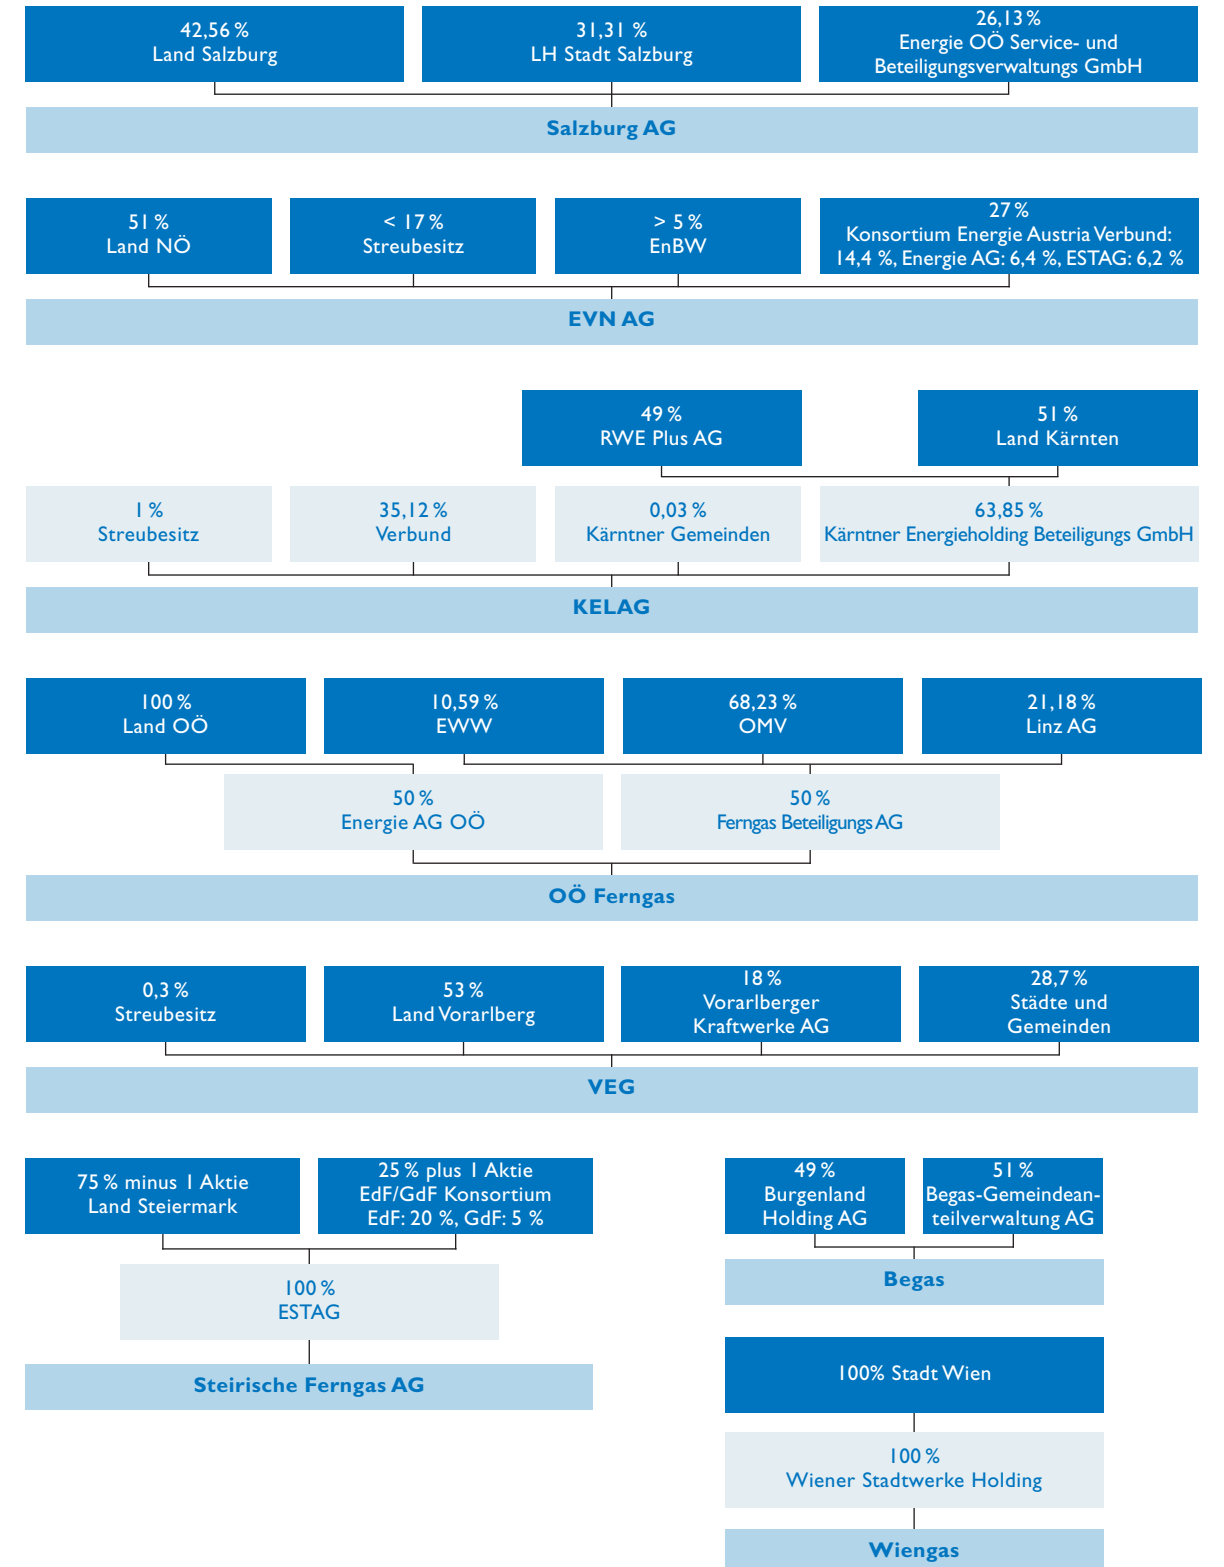 42,56 %
Land Salzburg
31,31 %
LH Stadt Salzburg
26,13 %
Energie OÖ Service- und
Beteiligungsverwaltungs GmbH
Salzburg AG
51 %
Land NÖ
< 17 %
Streubesitz
> 5 %
EnBW
27 %
Konsortium Energie Austria Verbund:
14,4 %, Energie AG: 6,4 %, ESTAG: 6,2 %
EVN AG
49 %
RWE Plus AG
51 %
Land Kärnten
1 %
Streubesitz
35,12 %
Verbund
0,03 %
Kärntner Gemeinden
63,85 %
Kärntner Energieholding Beteiligungs GmbH
KELAG
100 %
Land OÖ
10,59 %
EWW
68,23 %
OMV
21,18 %
Linz AG
50 %
Energie AG OÖ
50 %
Ferngas Beteiligungs AG
OÖ Ferngas
0,3 %
Streubesitz
53 %
Land Vorarlberg
18 %
Vorarlberger
Kraftwerke AG
28,7 %
Städte und
Gemeinden
VEG
75 % minus 1 Aktie
Land Steiermark
25 % plus 1 Aktie
EdF/GdF Konsortium
EdF: 20 %, GdF: 5 %
100 %
ESTAG
Steirische Ferngas AG
49 %
Burgenland
Holding AG
51 %
Begas-Gemeindean-
teilverwaltung AG
Begas
100% Stadt Wien
100 %
Wiener Stadtwerke Holding
Wiengas